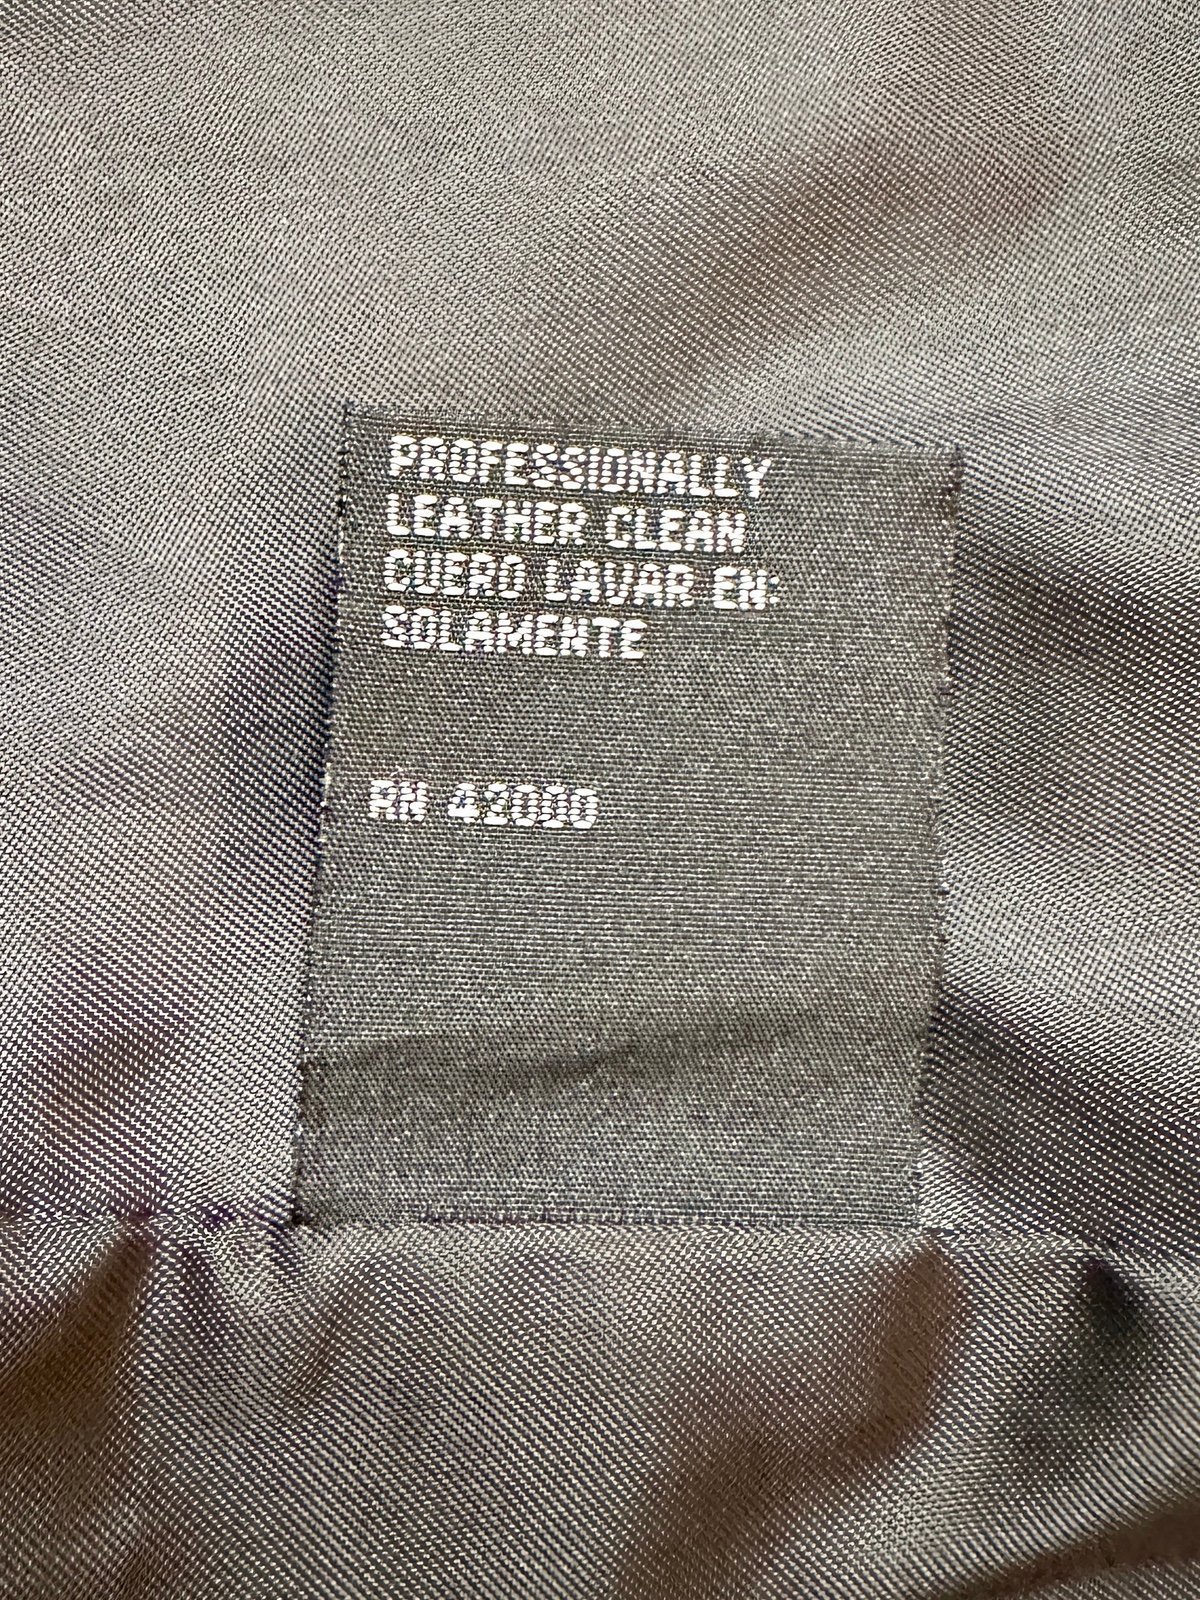 PROFESSIONALLY
LEATHER CLEAN
CUERO LAVAR EN:
SOLAMENTE
RN 42000